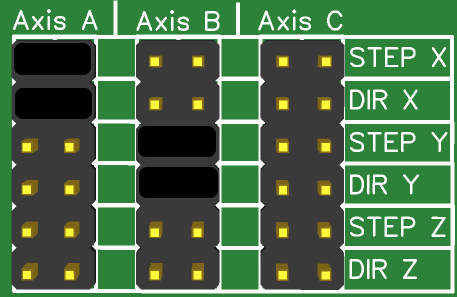 Axis A Axis B Axis C
STEP X
DIR X
STEP Y
DIR Y
STEP Z
DIR Z